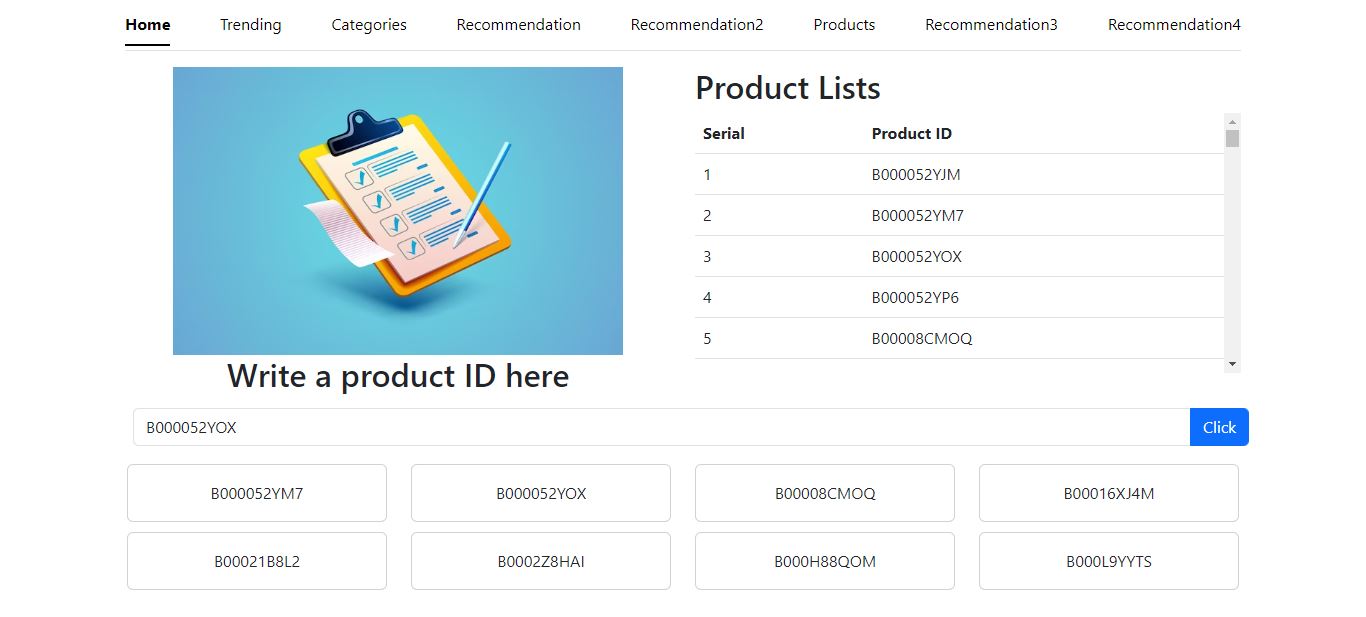 Home Trending Categories Recommendation Recommendation2 Products Recommendation3 Recommendation4
Product Lists
Serial Product ID
1 B000052YJM
2 B000052YM7
3 B000052YOX
4 B000052YP6
5 B00008CMOQ
Write a product ID here
B000052YOX Click
B000052YM7 B000052YOX B00008CMOQ B00016XJ4M
B00021B8L2 B0002Z8HAI B000H88QOM B000L9YYTS